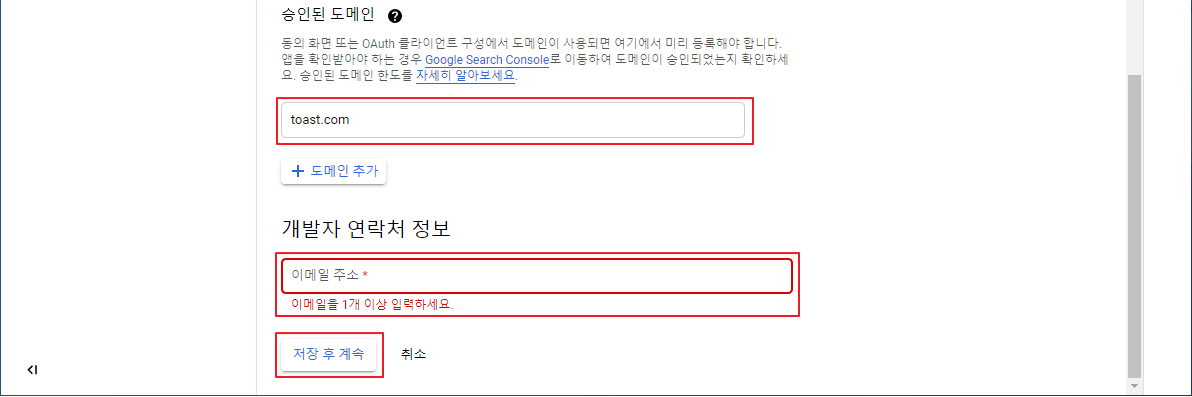 승인된 도메인 ?
동의 화면 또는 OAuth 클라이언트 구성에서 도메인이 사용되면 여기에서 미리 등록해야 합니다.
앱을 확인받아야 하는 경우 Google Search Console로 이동하여 도메인이 승인되었는지 확인하세
요. 승인된 도메인 한도를 자세히 알아보세요.
toast.com
+ 도메인 추가
개발자 연락처 정보
이메일 주소 *
이메일을 1개 이상 입력하세요.
저장 후 계속 취소